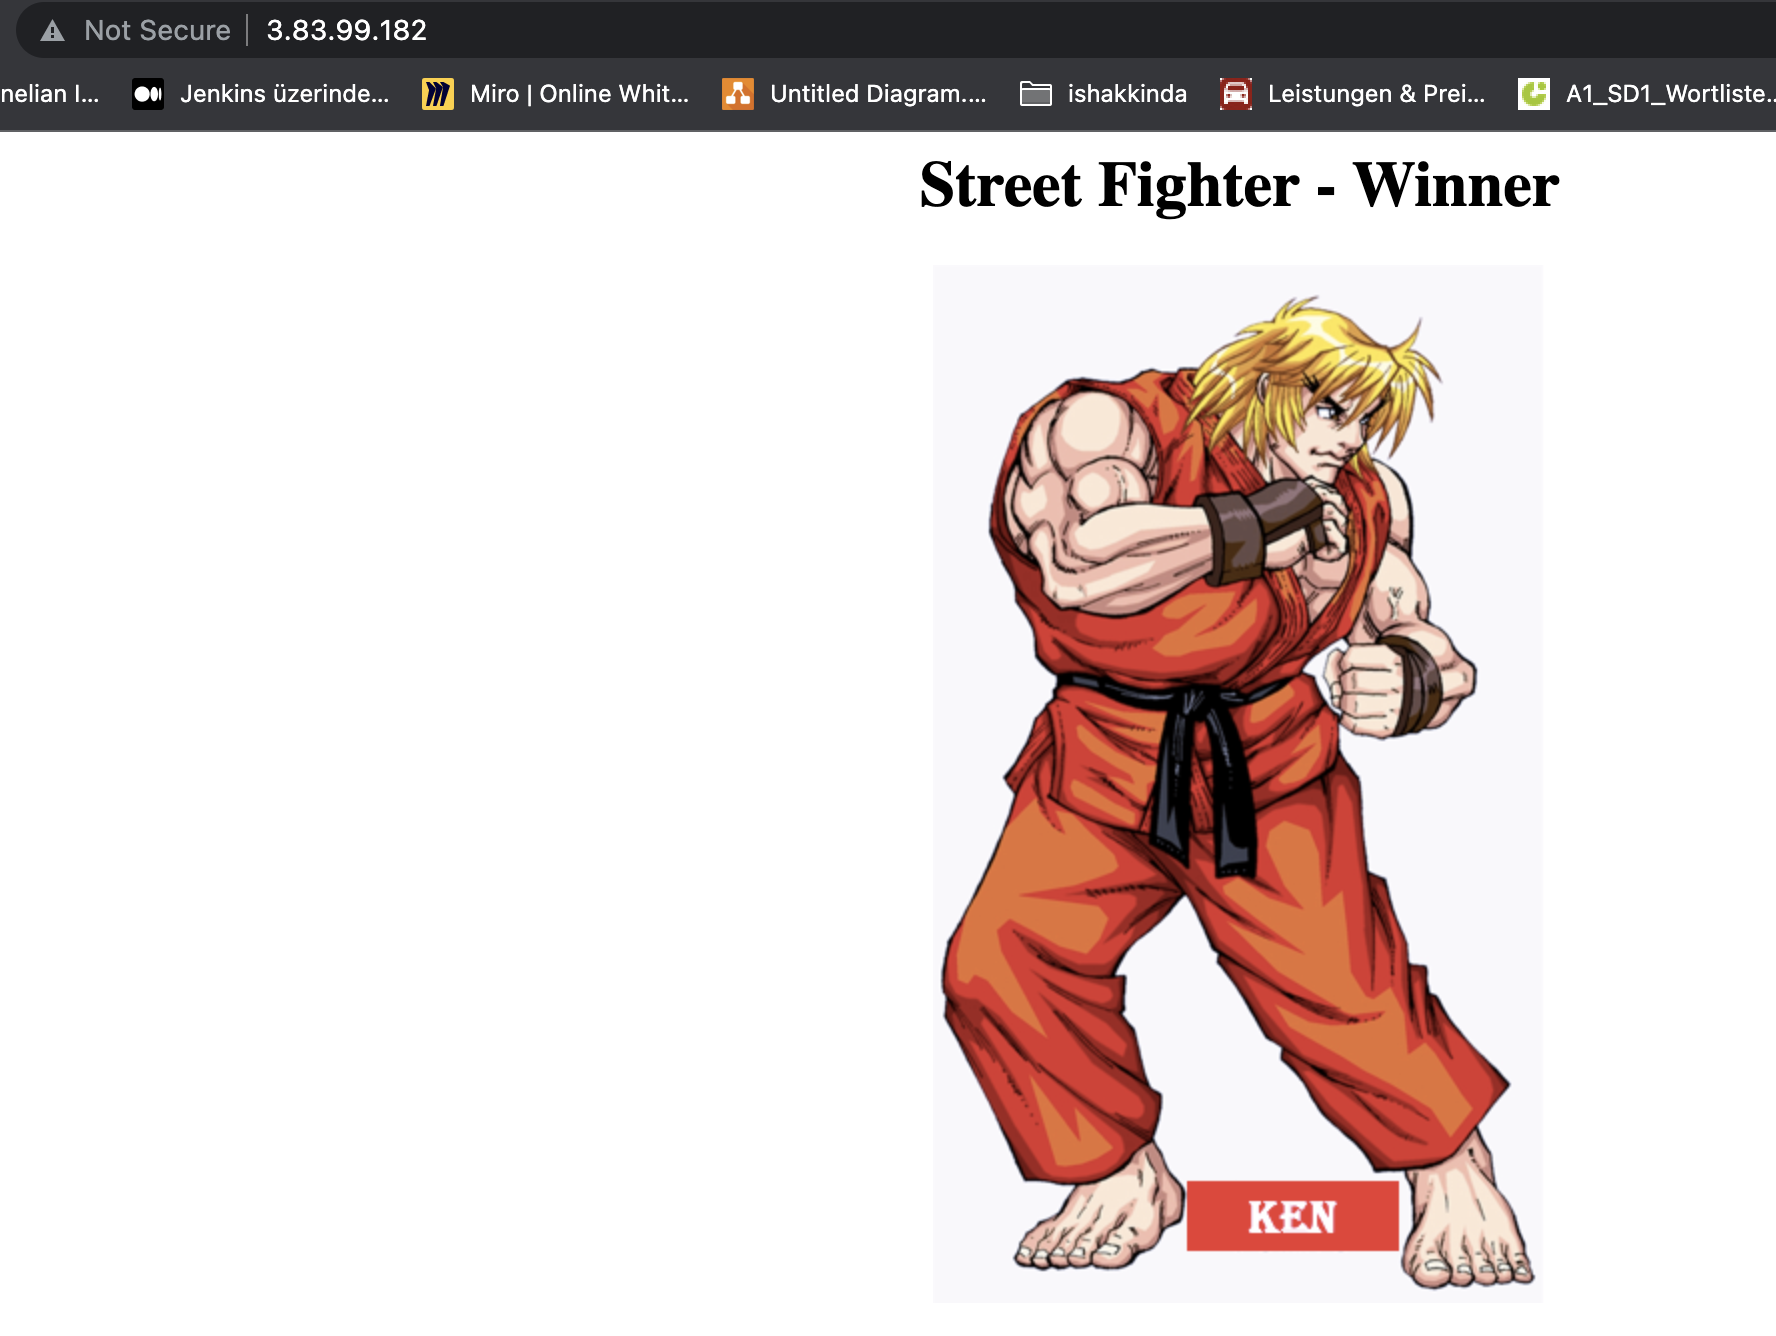 Not Secure | 3.83.99.182
nelian I... Jenkins üzerinde... Miro | Online Whit... Untitled Diagram.... ishakkinda Leistungen & Prei... A1_SD1_Wortliste..
Street Fighter - Winner
KEN